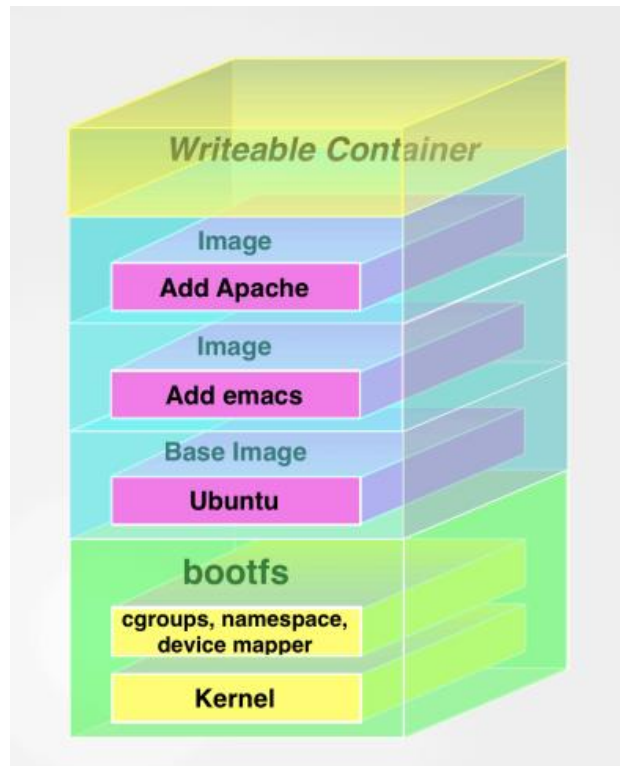 Writeable Container
Image
Add Apache
Image
Add emacs
Base Image
Ubuntu
bootfs
cgroups, namespace,
device mapper
Kernel